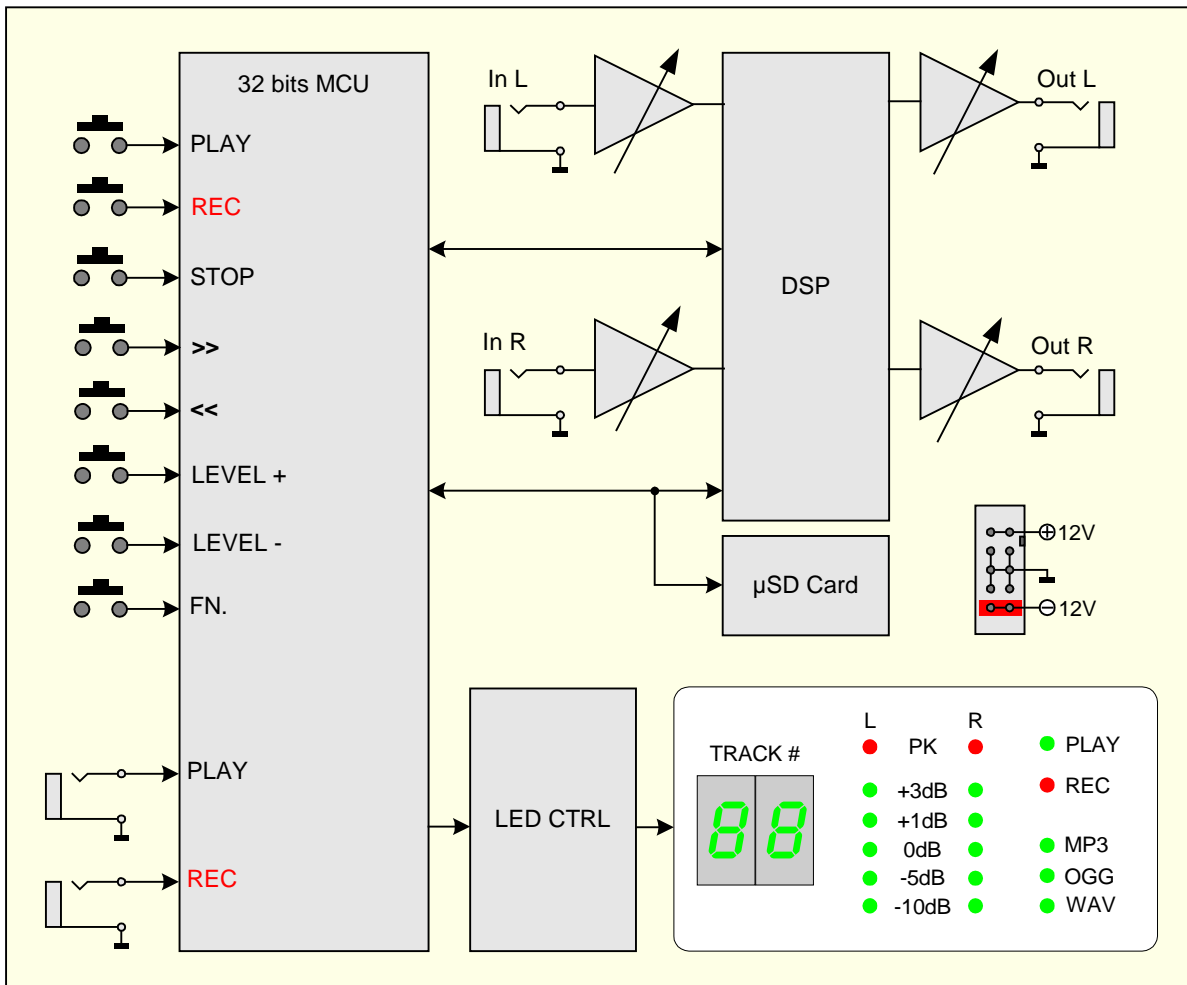 32 bits MCU
PLAY
REC
STOP
>>
<<
LEVEL +
LEVEL -
FN.
PLAY
REC
In L
Out L
DSP
In R
Out R
µSD Card
12V
12V
LED CTRL
TRACK #
88
L R
PK
+3dB
+1dB
0dB
-5dB
-10dB
PLAY
REC
MP3
OGG
WAV